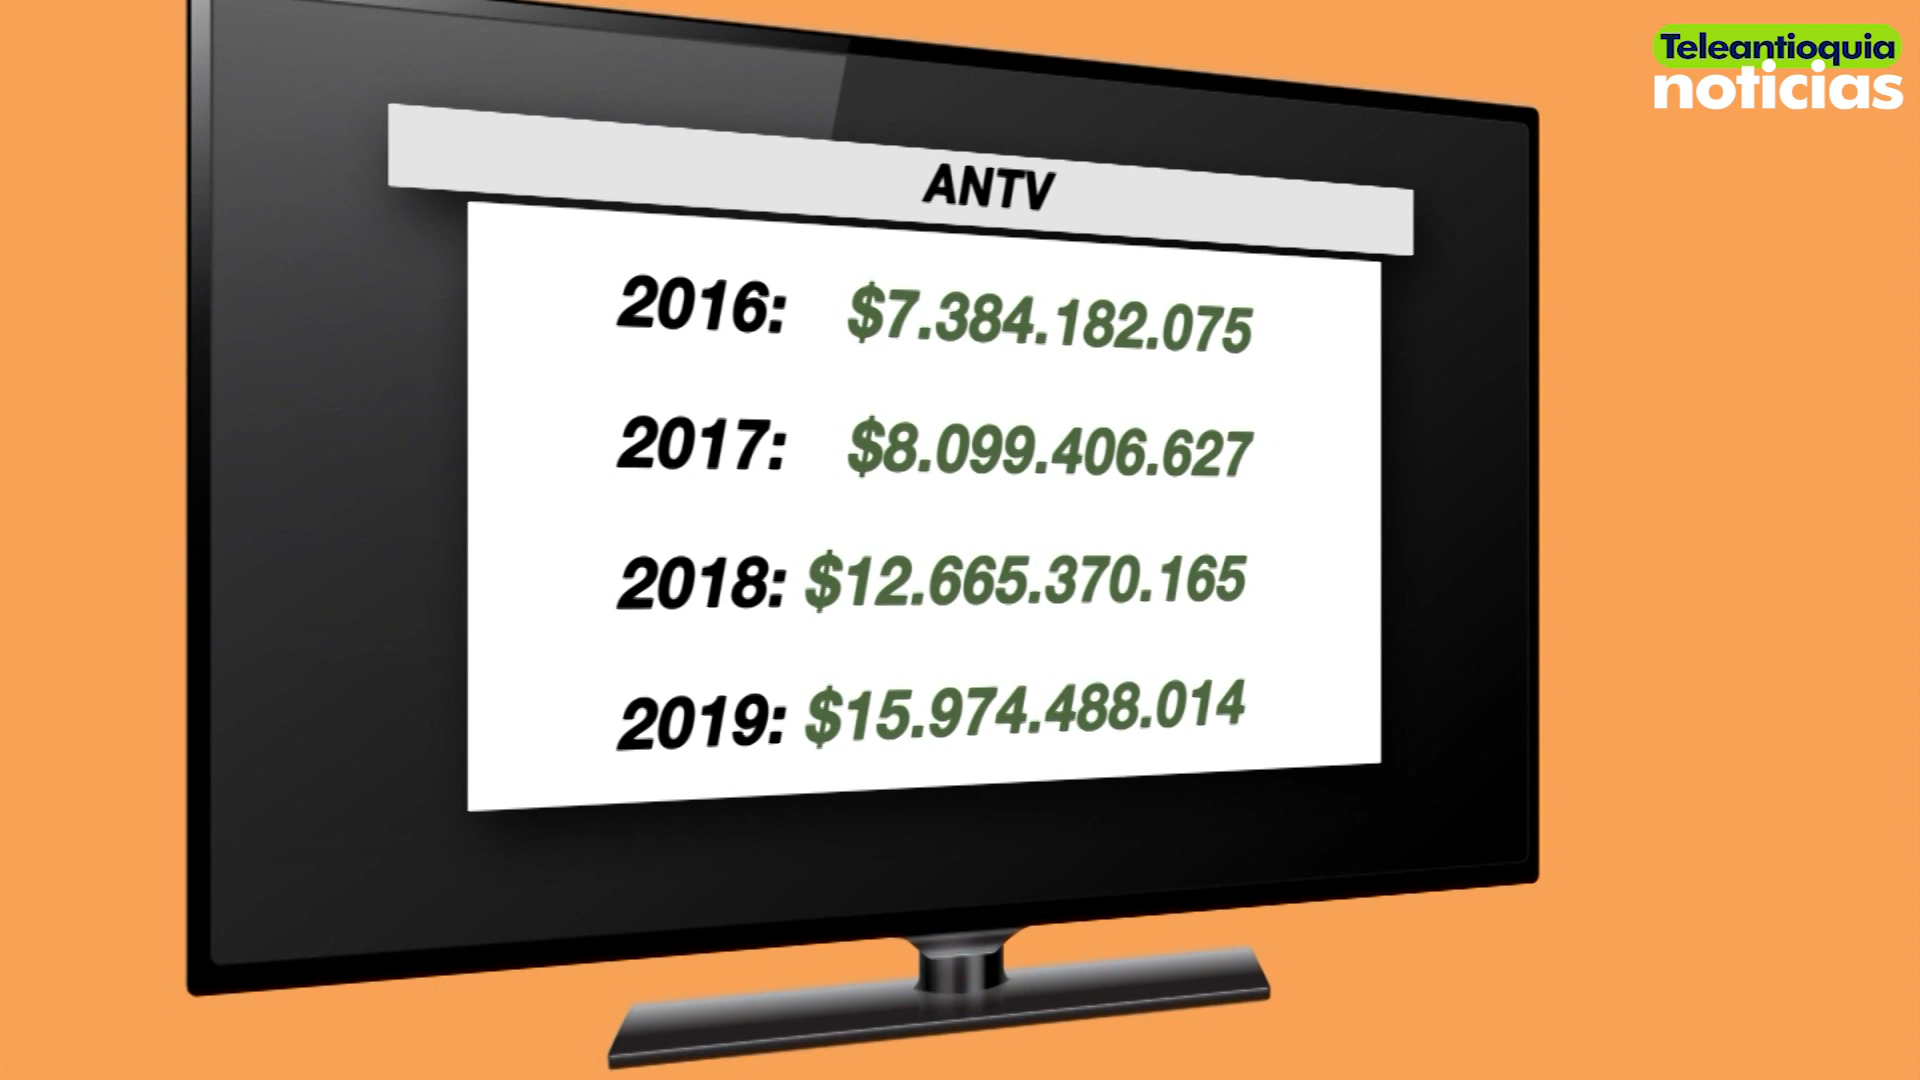 Teleantioquia
noticias
ANTV
2016: $7.384.182.075
2017: $8.099.406.627
2018: $12.665.370.165
2019: $15.974.488.014